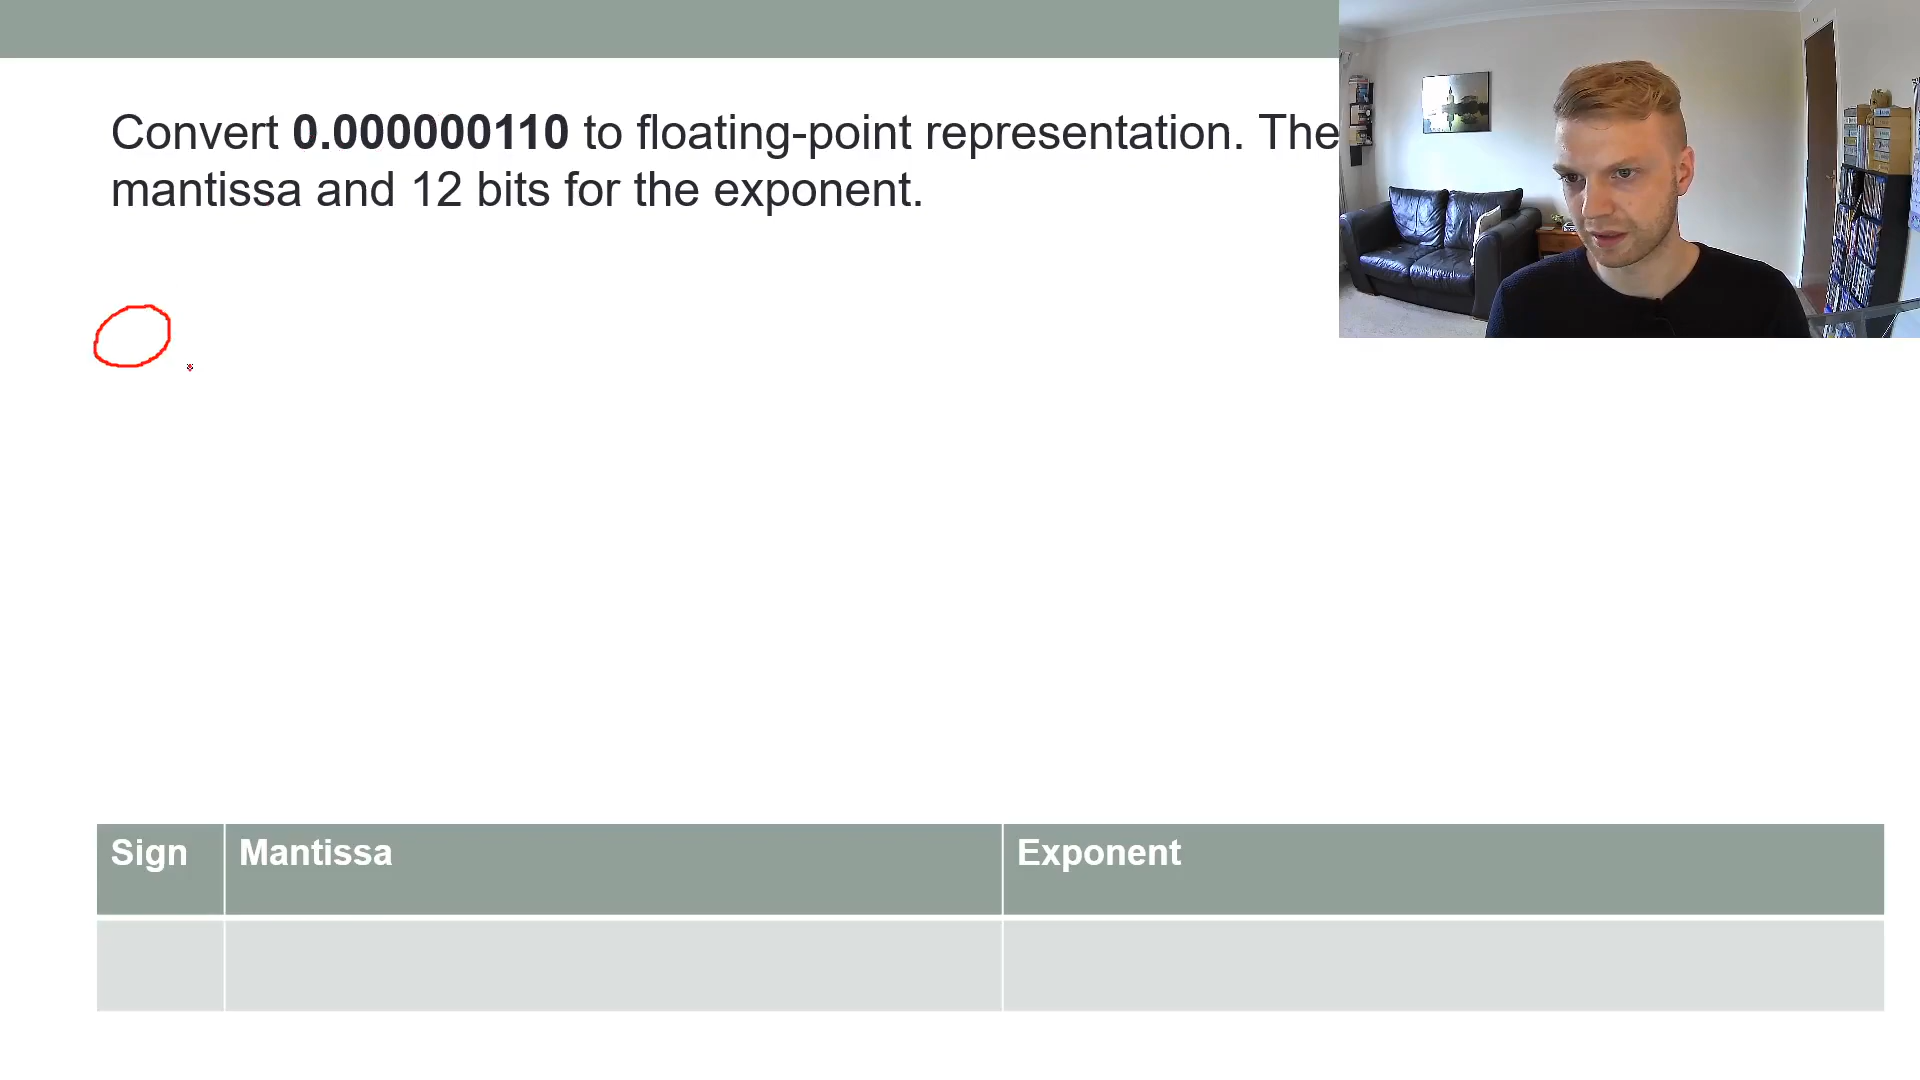 Convert 0.000000110 to floating-point representation. The
mantissa and 12 bits for the exponent.
Sign Mantissa Exponent